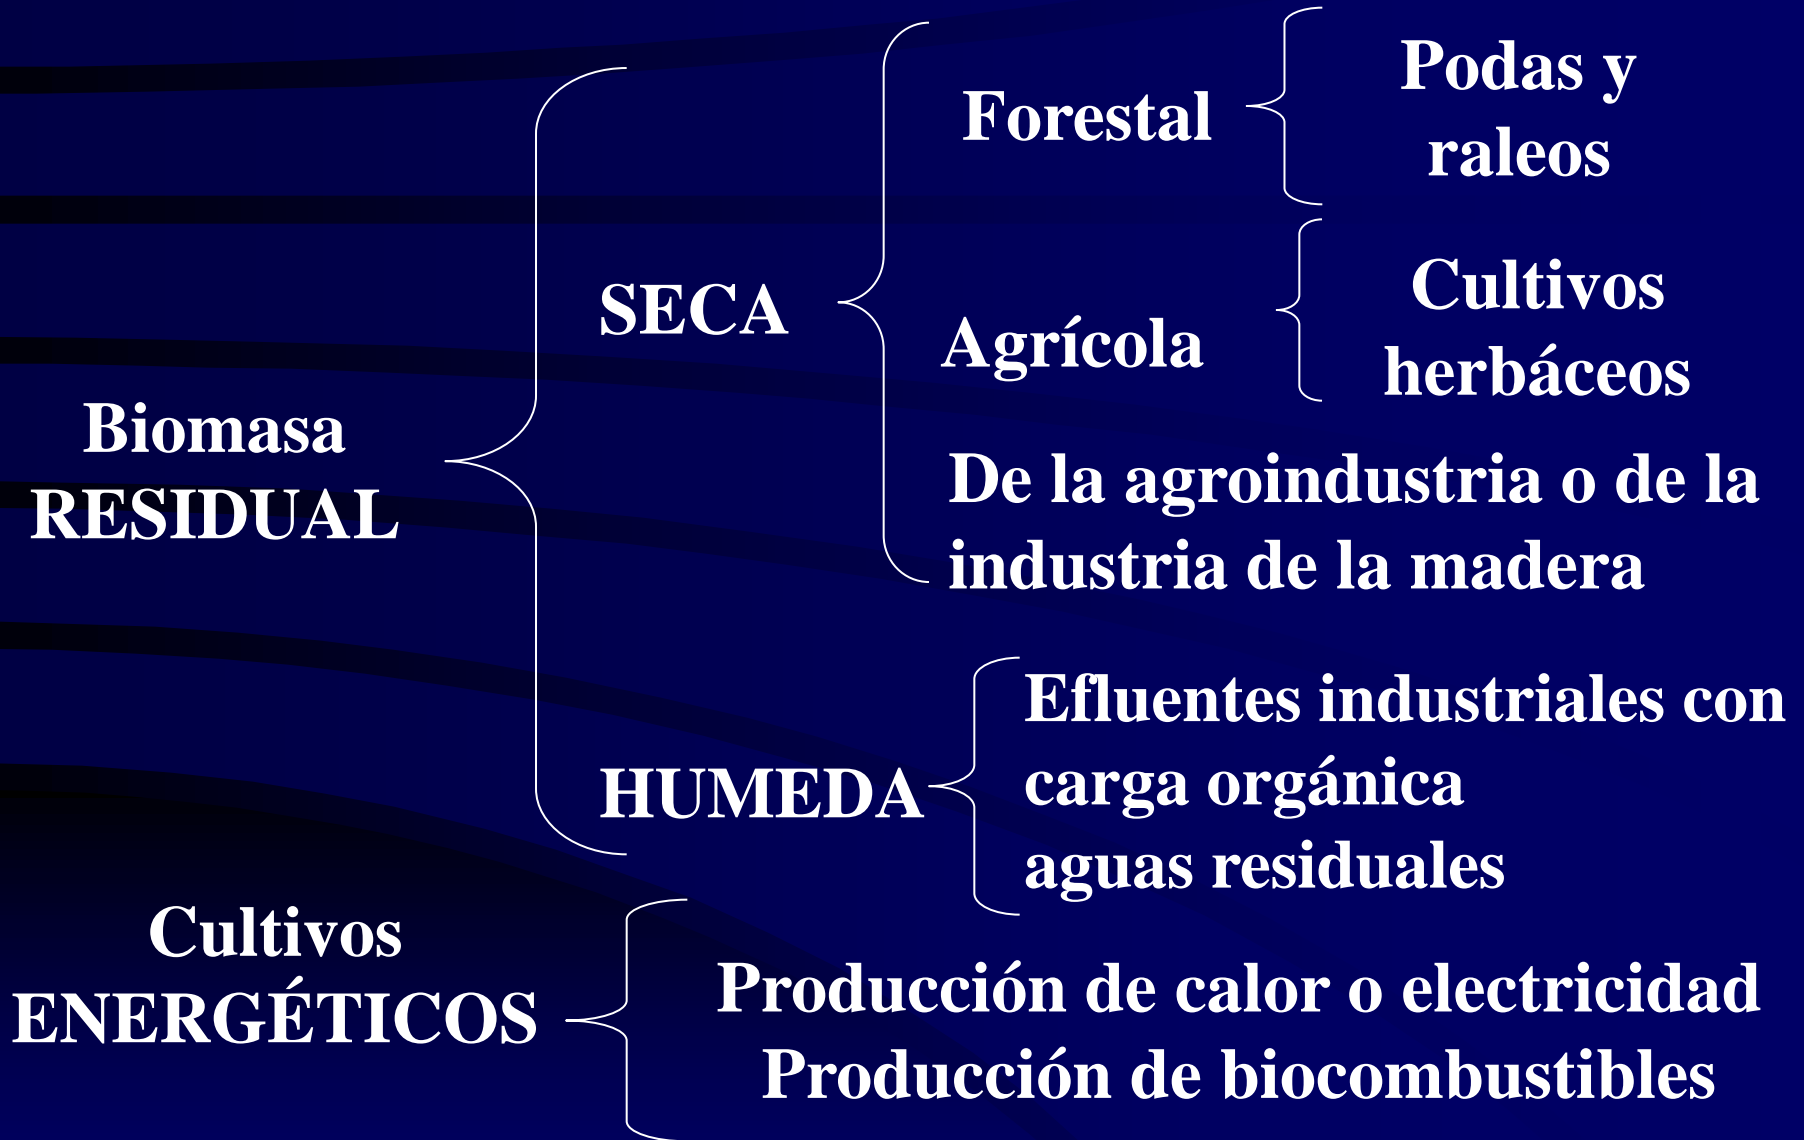 Biomasa
RESIDUAL
SECA
Forestal
Podas y
raleos
Agrícola
Cultivos
herbáceos
De la agroindustria o de la
industria de la madera
HUMEDA
Efluentes industriales con
carga orgánica
aguas residuales
Cultivos
ENERGÉTICOS
Producción de calor o electricidad
Producción de biocombustibles